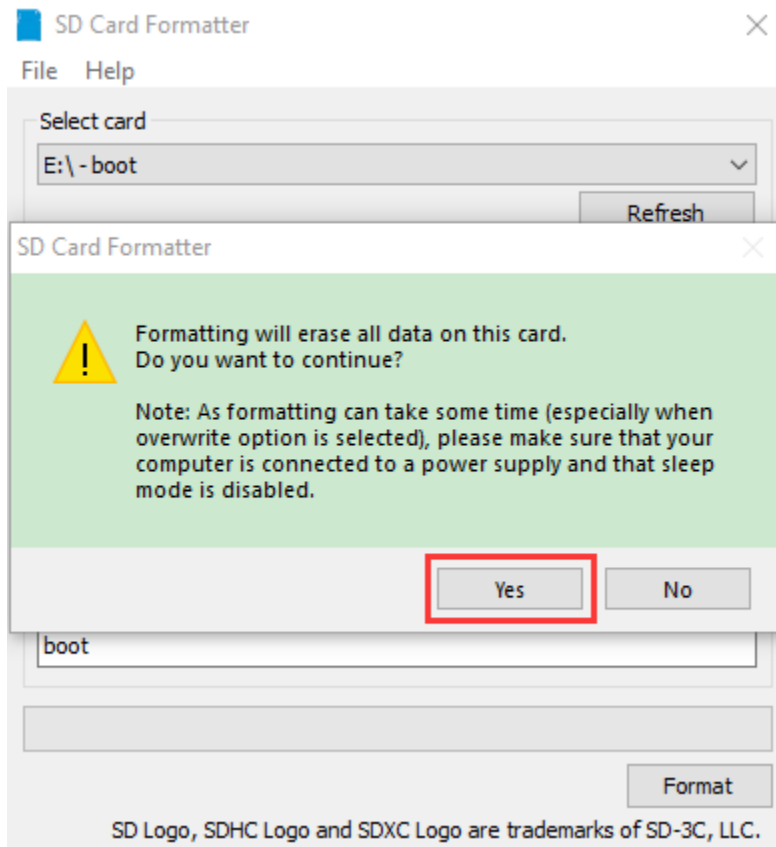 SD Card Formatter
File Help
Select card
E:\ - boot
Refresh
SD Card Formatter
Formatting will erase all data on this card.
Do you want to continue?
Note: As formatting can take some time (especially when
overwrite option is selected), please make sure that your
computer is connected to a power supply and that sleep
mode is disabled.
Yes No
boot
Format
SD Logo, SDHC Logo and SDXC Logo are trademarks of SD-3C, LLC.